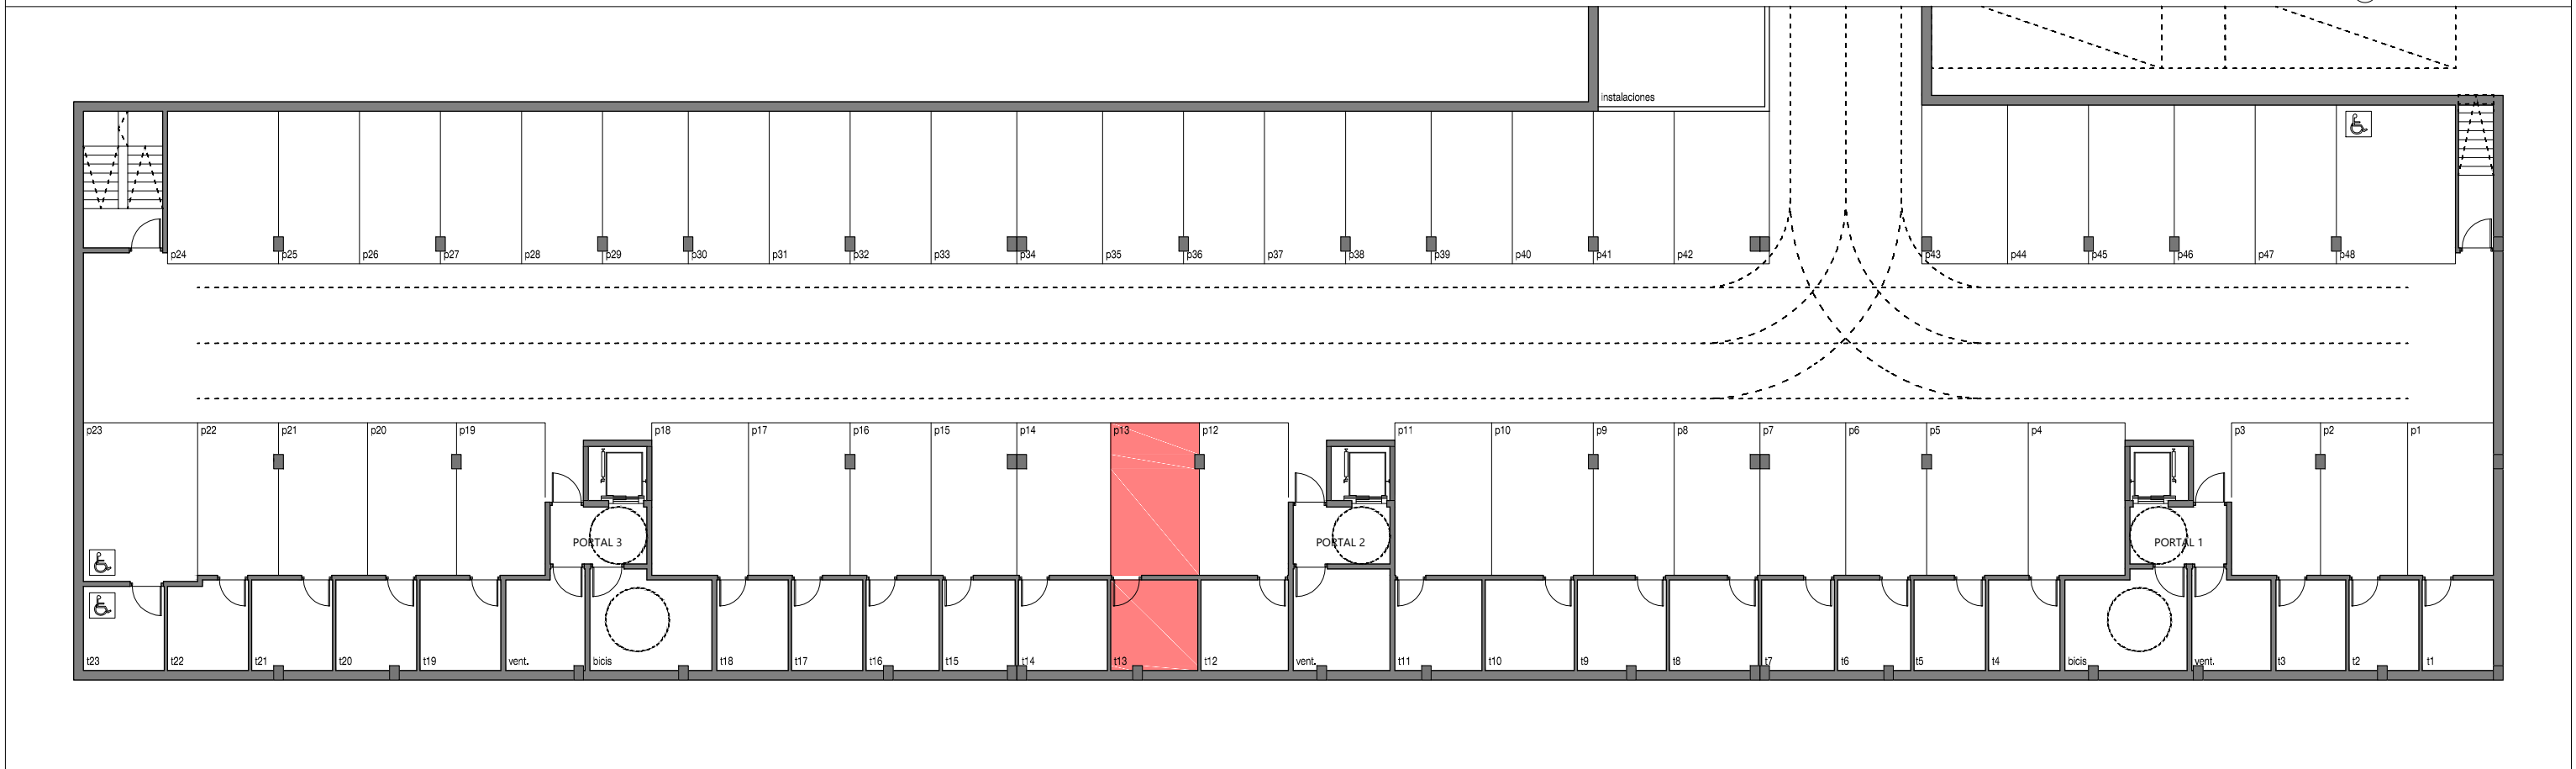 instalaciones
p24 p25 p26 p27 p28 p29 p30 p31 p32 p33 p34 p35 p36 p37 p38 p39 p40 p41 p42 p43 p44 p45 p46 p47 p48
p23 p22 p21 p20 p19 p18 p17 p16 p15 p14 p13 p12 p11 p10 p9 p8 p7 p6 p5 p4 p3 p2 p1
PORTAL 3 PORTAL 2 PORTAL 1
t23 t22 t21 t20 t19 vent. bicis t18 t17 t16 t15 t14 t13 t12 vent. t11 t10 t9 t8 t7 t6 t5 t4 bicis vent. t3 t2 t1